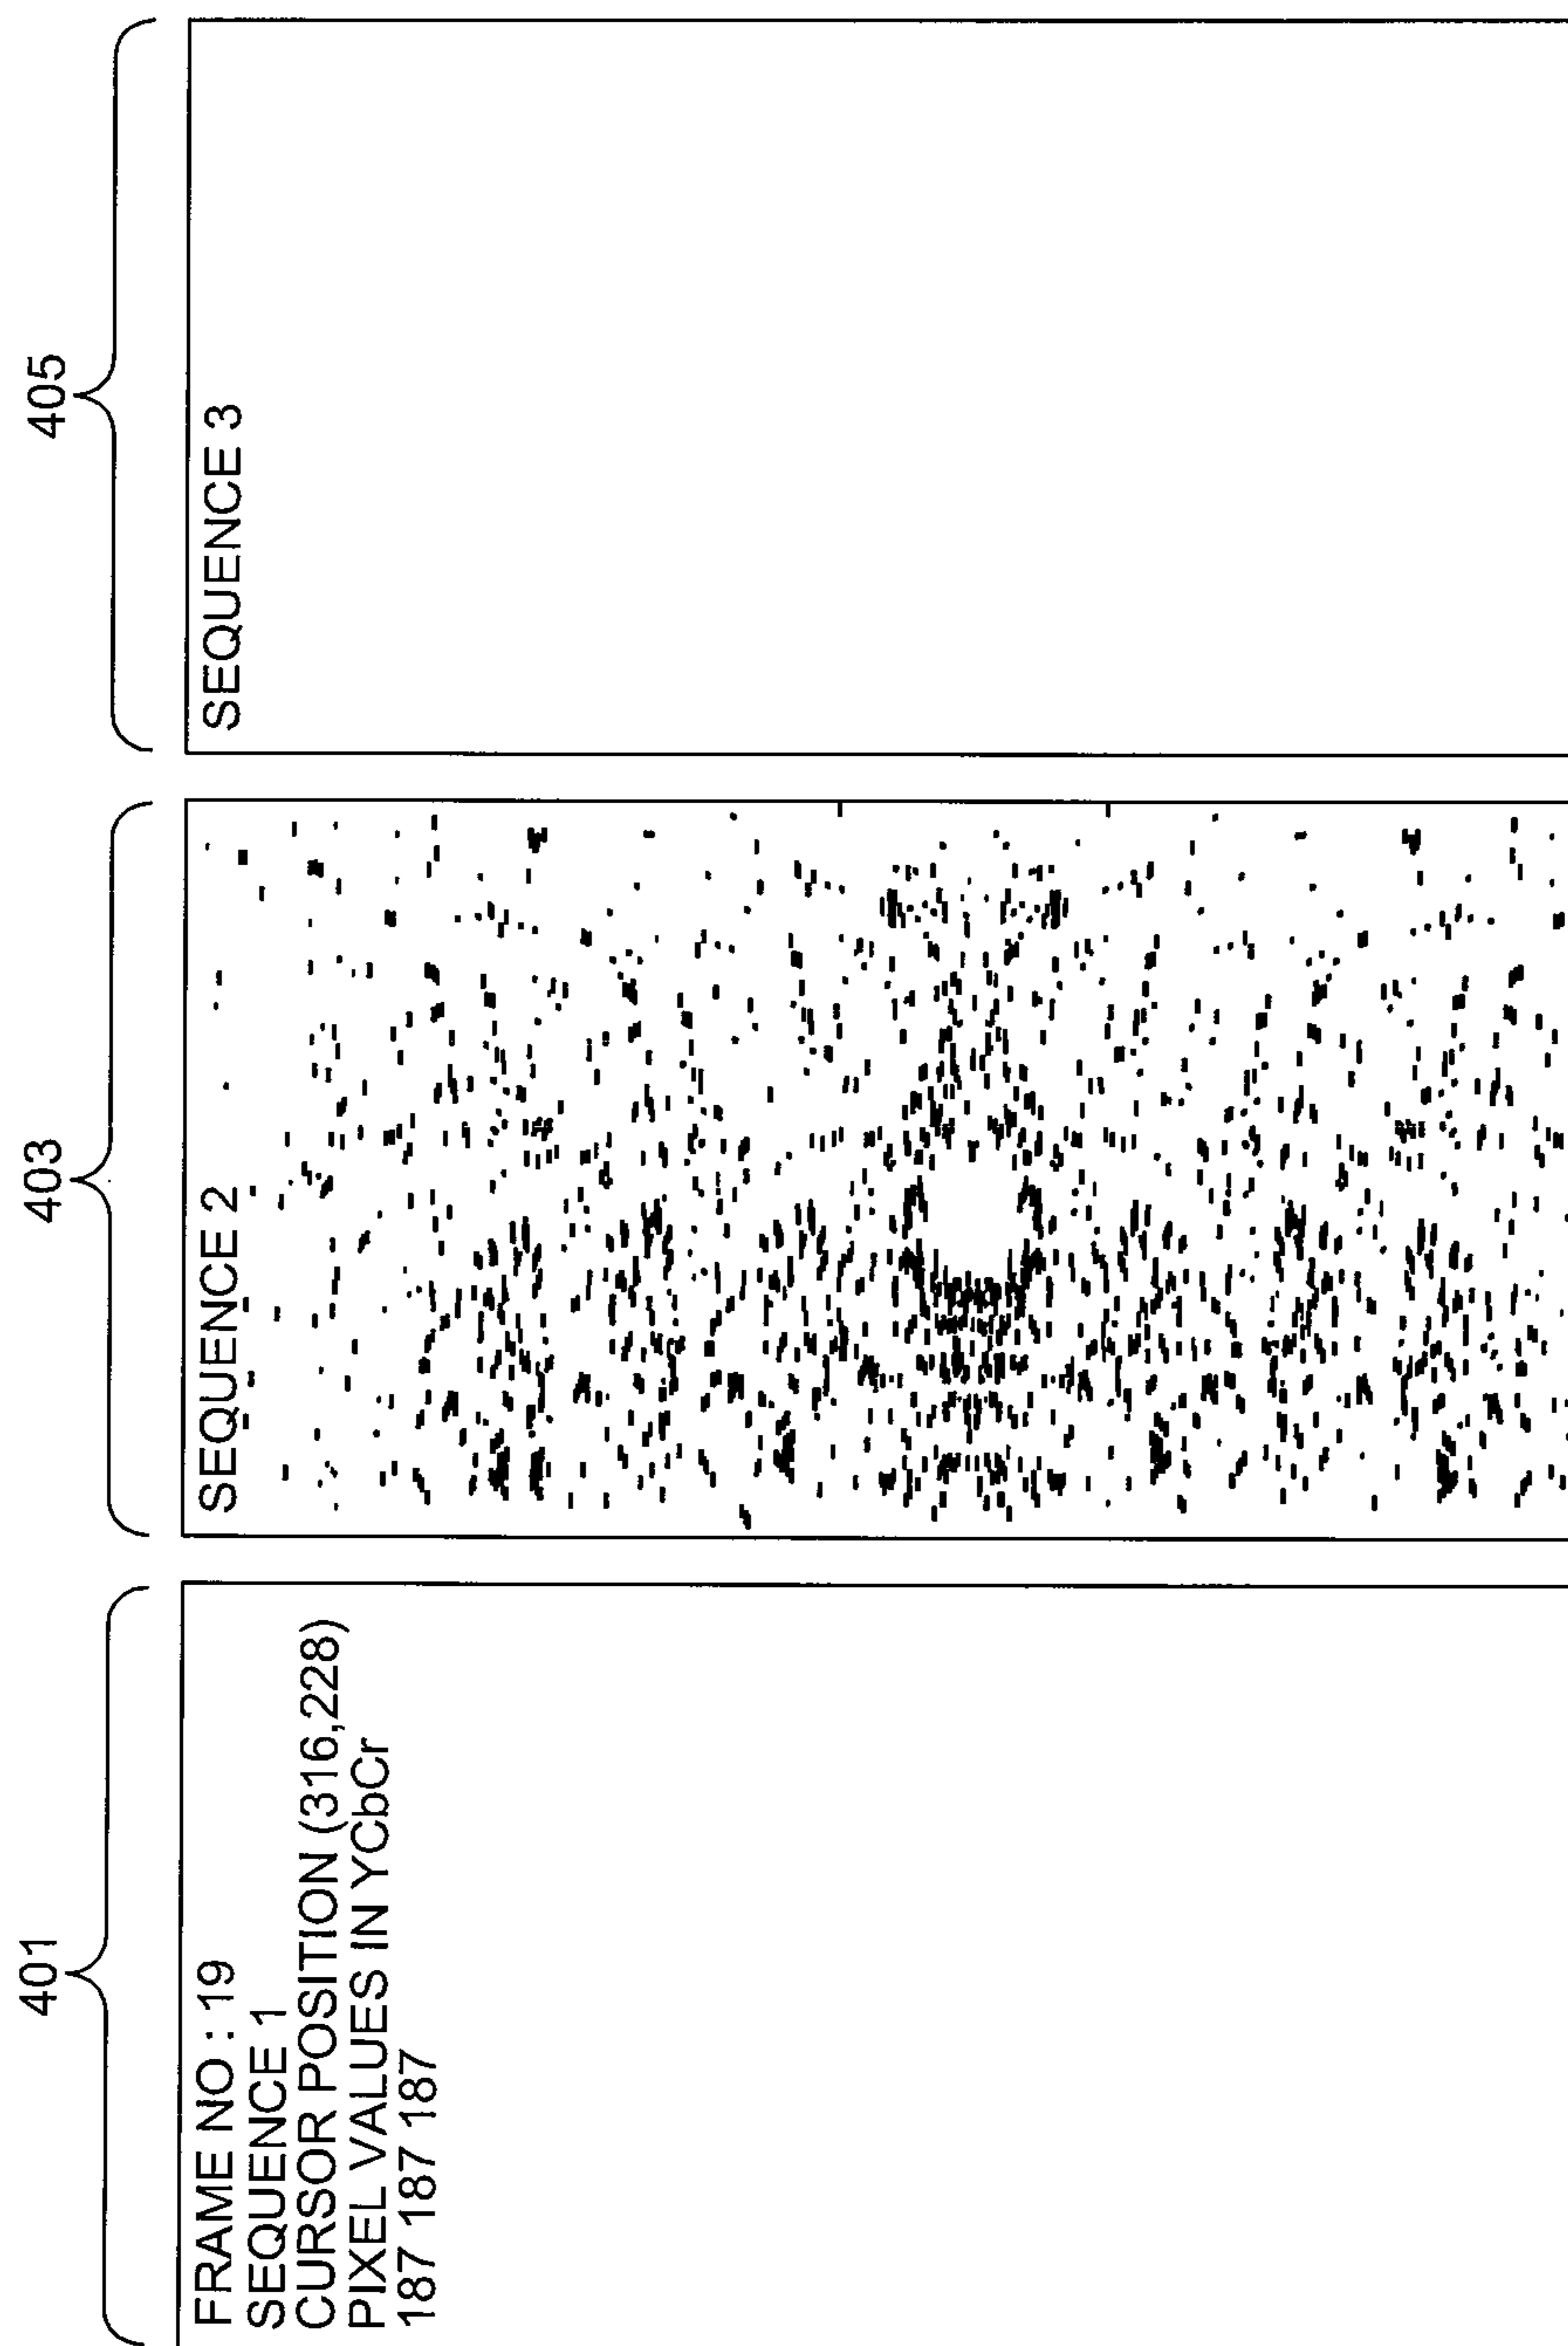 401
FRAME NO : 19
SEQUENCE 1
CURSOR POSITION (316,228)
PIXEL VALUES IN YCbCr
187 187 187
403
SEQUENCE 2
405
SEQUENCE 3